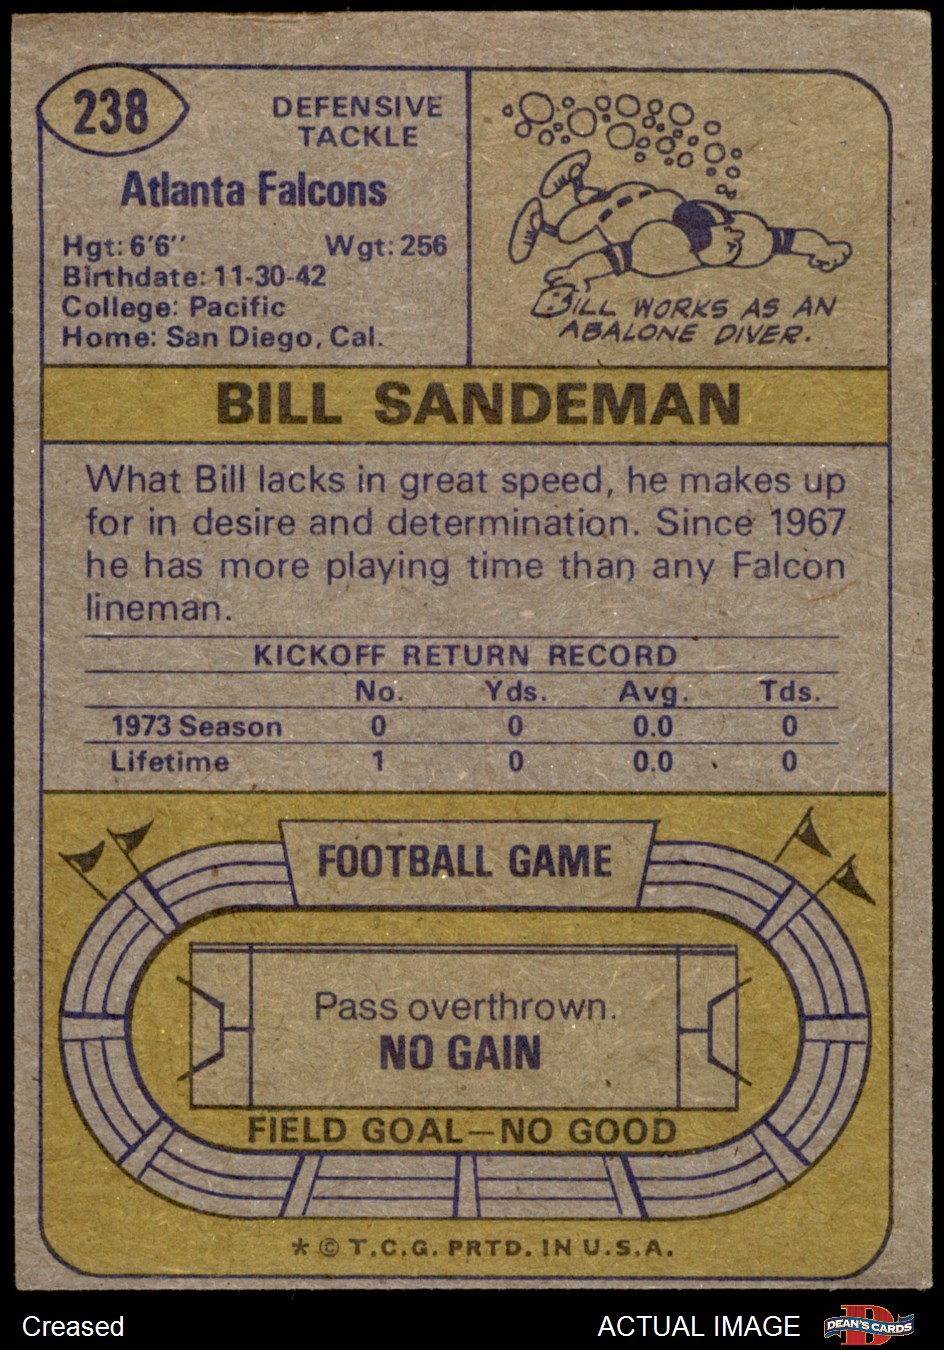 238
DEFENSIVE
TACKLE
Atlanta Falcons
Hgt: 6'6" Wgt: 256
Birthdate: 11-30-42
College: Pacific
Home: San Diego, Cal.
BILL WORKS AS AN
ABALONE DIVER.
BILL SANDEMAN
What Bill lacks in great speed, he makes up
for in desire and determination. Since 1967
he has more playing time than any Falcon
lineman.
KICKOFF RETURN RECORD
No. Yds. Avg. Tds.
1973 Season 0 0 0.0 0
Lifetime 1 0 0.0 0
FOOTBALL GAME
Pass overthrown.
NO GAIN
FIELD GOAL—NO GOOD
* © T.C.G. PRTD. IN U.S.A.
Creased
ACTUAL IMAGE
D
DEAN'S CARDS